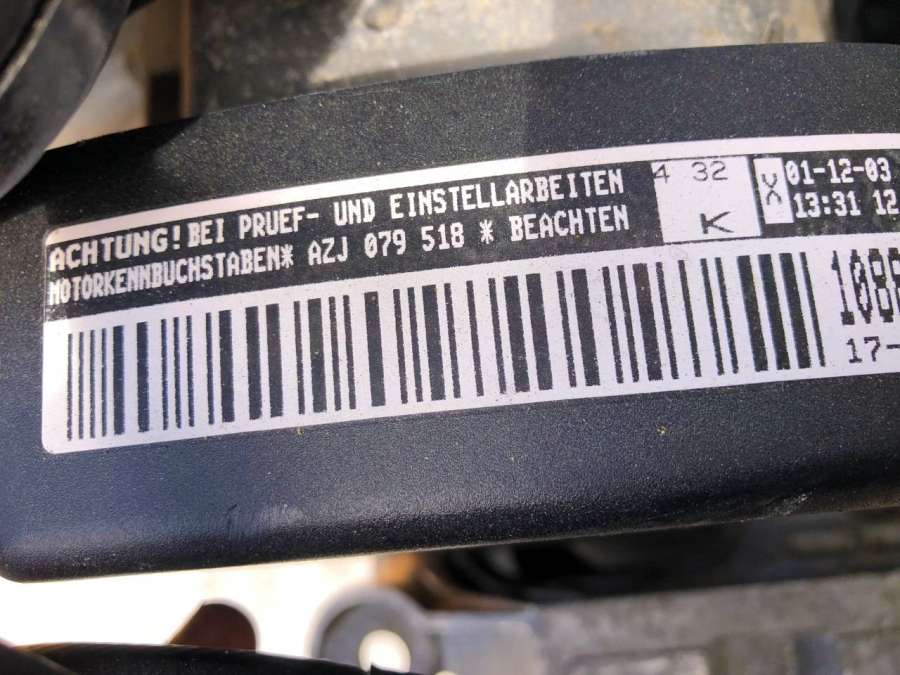 ACHTUNG! BEI PRUEF- UND EINSTELLARBEITEN
MOTORKENNBUCHSTABEN* AZJ 079 518 * BEACHTEN
4 32
K
X
01-12-03
13:31 12
108
17-